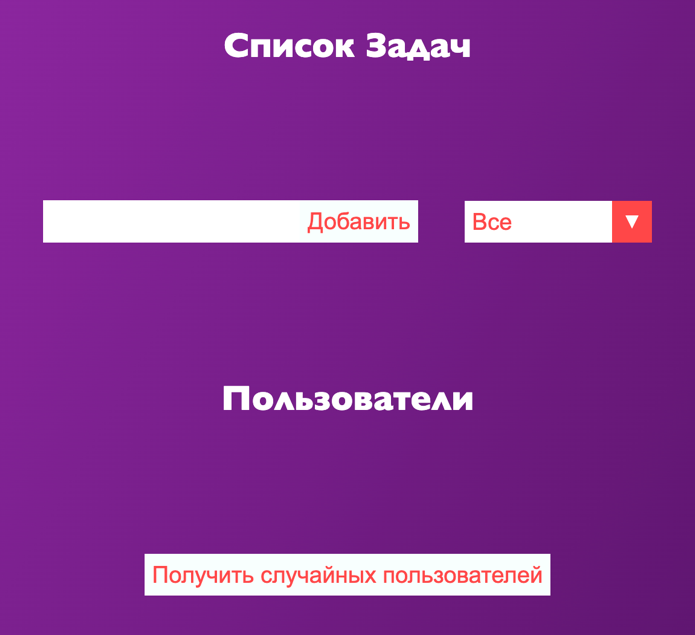 Список Задач
Добавить
Все ▼
Пользователи
Получить случайных пользователей